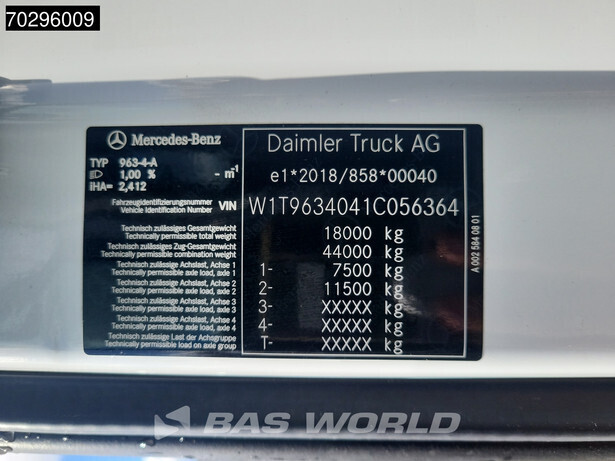 70296009
Mercedes-Benz
Daimler Truck AG
TYP 963-4-A
1,00 % - m⁻¹
iHA= 2,412
e1*2018/858*00040
Fahrzeugidentifizierungsnummer
Vehicle Identification Number VIN W1T9634041C056364
Technisch zulässiges Gesamtgewicht
Technically permissible total weight 18000 kg
Technisch zulässiges Zug-Gesamtgewicht
Technically permissible combination weight 44000 kg
Technisch zulässige Achslast, Achse 1
Technically permissible axle load, axle 1 1- 7500 kg
Technisch zulässige Achslast, Achse 2
Technically permissible axle load, axle 2 2- 11500 kg
Technisch zulässige Achslast, Achse 3
Technically permissible axle load, axle 3 3- XXXXX kg
Technisch zulässige Achslast, Achse 4
Technically permissible axle load, axle 4 4- XXXXX kg
Technisch zulässige Last der Achsgruppe
Technically permissible load on axle group T- XXXXX kg
A 002 584 08 01
BAS WORLD